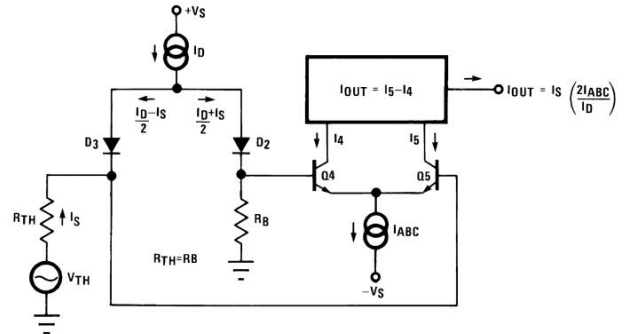 +VS
ID
ID/2 – IS
ID/2 + IS
D3
D2
IOUT = I5–I4
IOUT = IS (2IABC/ID)
I4
I5
Q4
Q5
RTH
IS
RB
IABC
RTH=RB
VTH
–VS